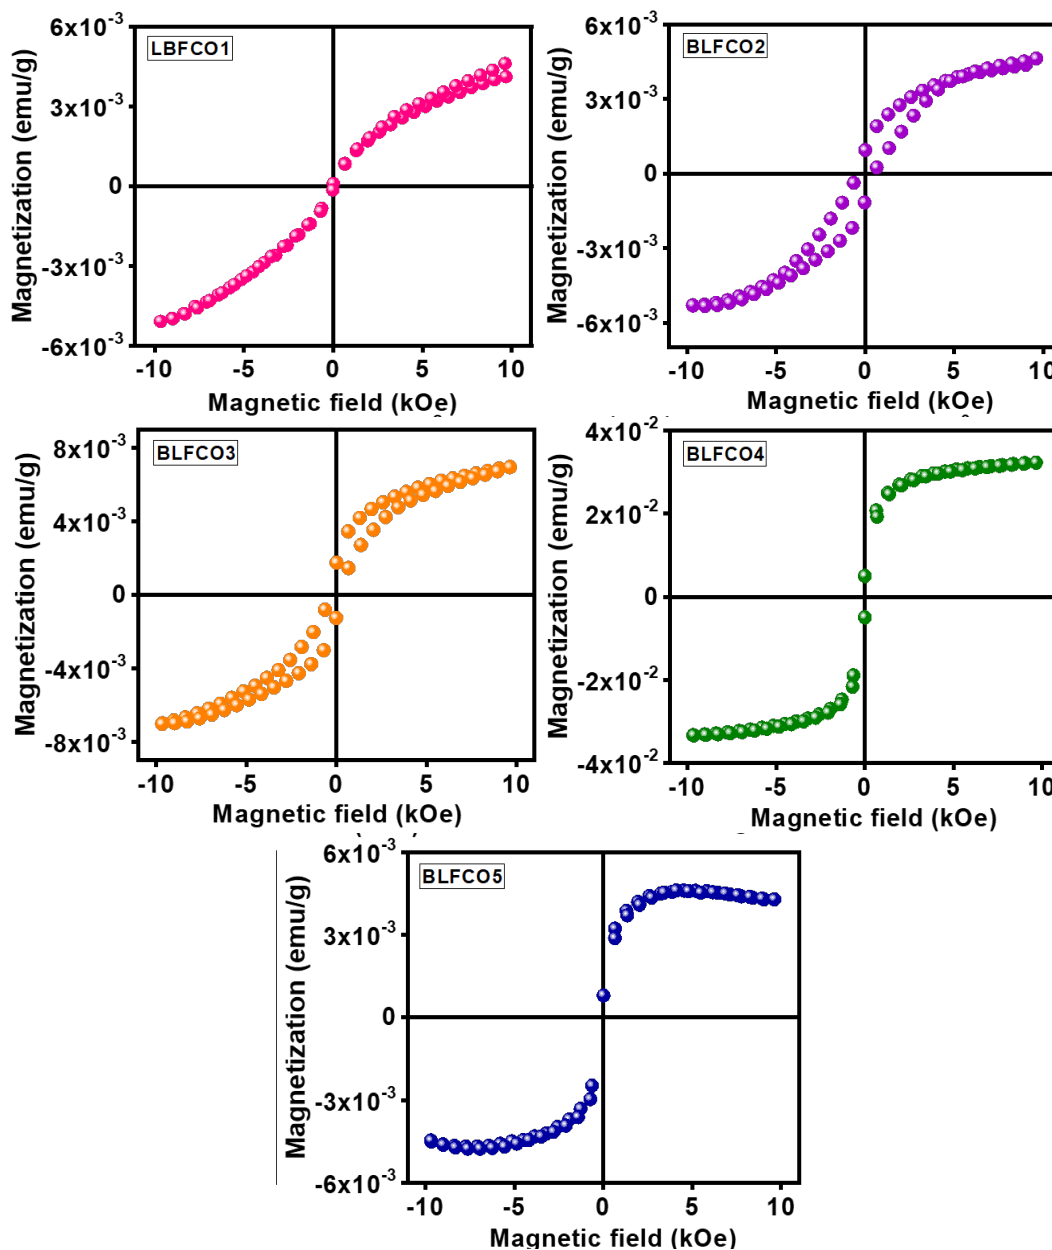 LBFCO1
6x10⁻³
3x10⁻³
0
-3x10⁻³
-6x10⁻³
-10 -5 0 5 10
Magnetic field (kOe)
Magnetization (emu/g)
BLFCO2
6x10⁻³
3x10⁻³
0
-3x10⁻³
-6x10⁻³
-10 -5 0 5 10
Magnetic field (kOe)
Magnetization (emu/g)
BLFCO3
8x10⁻³
4x10⁻³
0
-4x10⁻³
-8x10⁻³
-10 -5 0 5 10
Magnetic field (kOe)
Magnetization (emu/g)
BLFCO4
4x10⁻²
2x10⁻²
0
-2x10⁻²
-4x10⁻²
-10 -5 0 5 10
Magnetic field (kOe)
Magnetization (emu/g)
BLFCO5
6x10⁻³
3x10⁻³
0
-3x10⁻³
-6x10⁻³
-10 -5 0 5 10
Magnetic field (kOe)
Magnetization (emu/g)